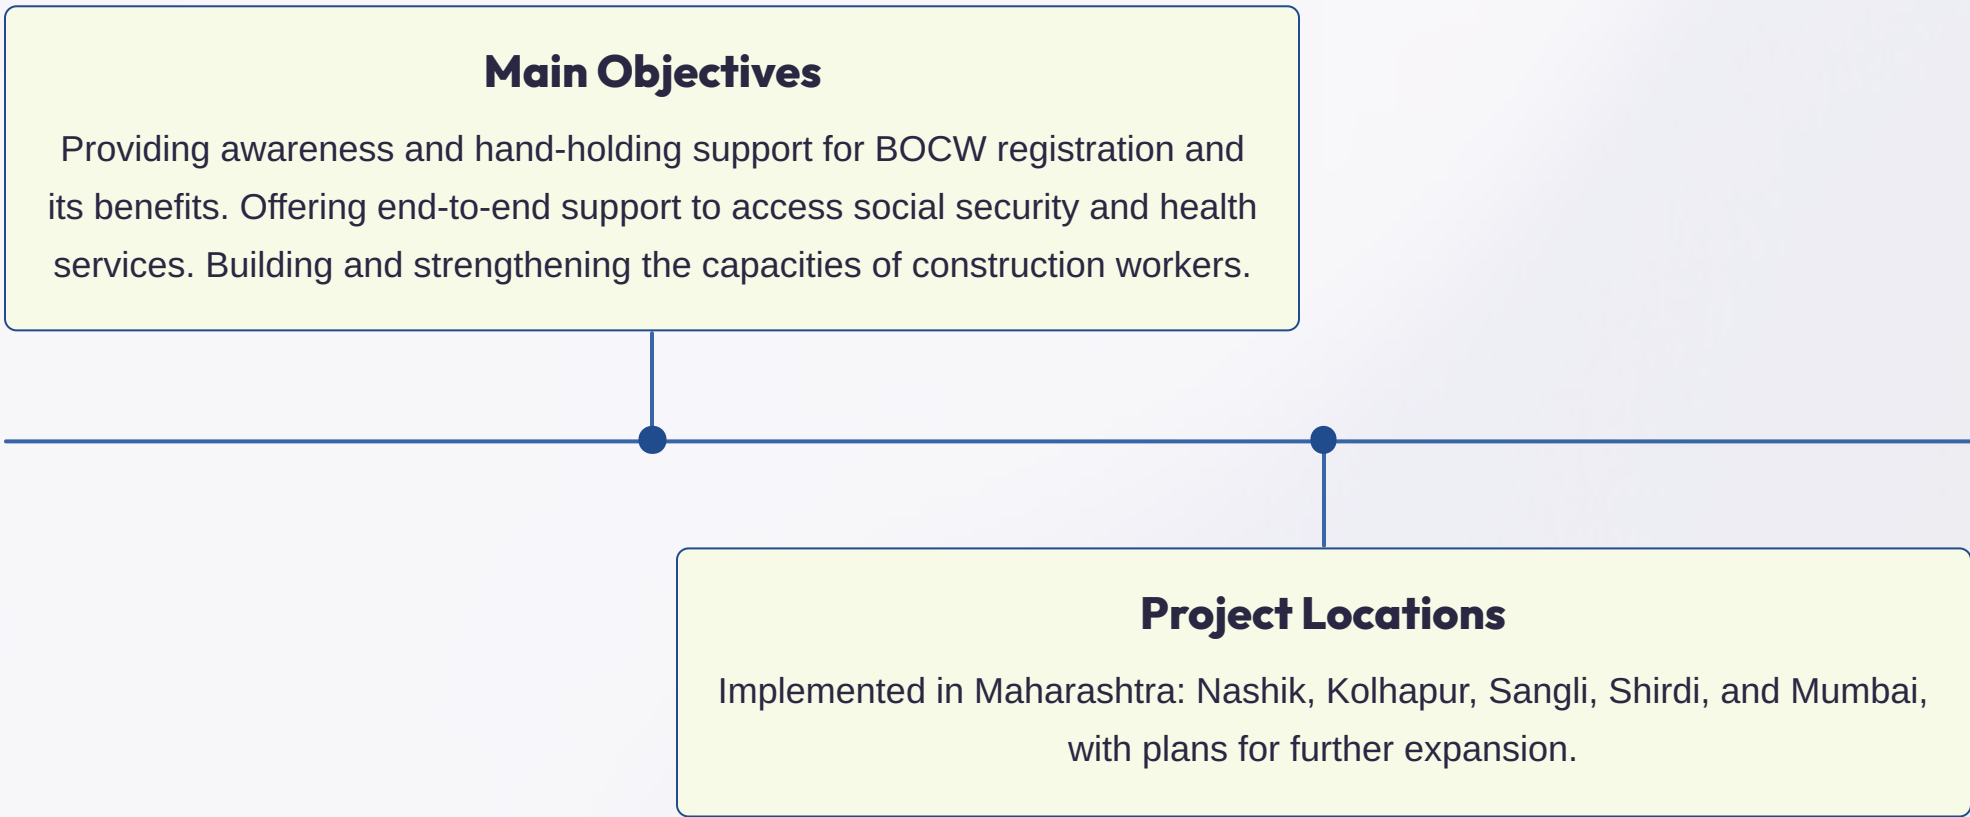 Main Objectives
Providing awareness and hand-holding support for BOCW registration and
its benefits. Offering end-to-end support to access social security and health
services. Building and strengthening the capacities of construction workers.
Project Locations
Implemented in Maharashtra: Nashik, Kolhapur, Sangli, Shirdi, and Mumbai,
with plans for further expansion.